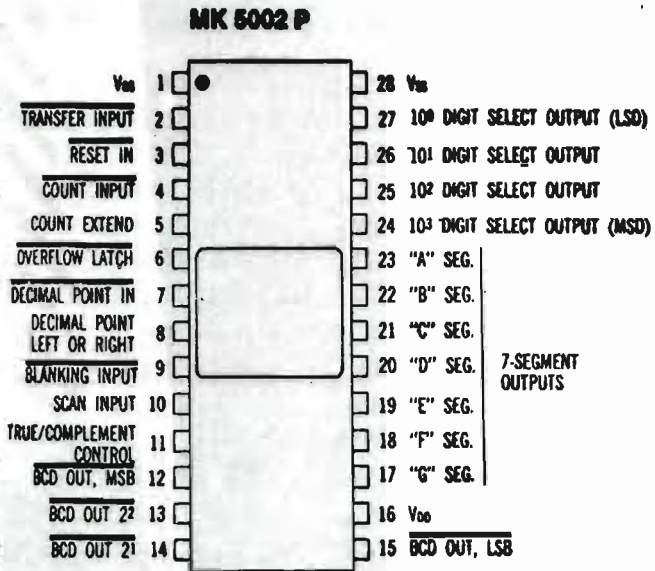 MK 5002 P
Vss 1
TRANSFER INPUT 2
RESET IN 3
COUNT INPUT 4
COUNT EXTEND 5
OVERFLOW LATCH 6
DECIMAL POINT IN 7
DECIMAL POINT
LEFT OR RIGHT 8
BLANKING INPUT 9
SCAN INPUT 10
TRUE/COMPLEMENT
CONTROL 11
BCD OUT, MSB 12
BCD OUT 2² 13
BCD OUT 2¹ 14
28 Vss
27 10⁰ DIGIT SELECT OUTPUT (LSD)
26 10¹ DIGIT SELECT OUTPUT
25 10² DIGIT SELECT OUTPUT
24 10³ DIGIT SELECT OUTPUT (MSD)
23 "A" SEG.
22 "B" SEG.
21 "C" SEG.
20 "D" SEG.
19 "E" SEG.
18 "F" SEG.
17 "G" SEG.
7-SEGMENT
OUTPUTS
16 VDD
15 BCD OUT, LSB